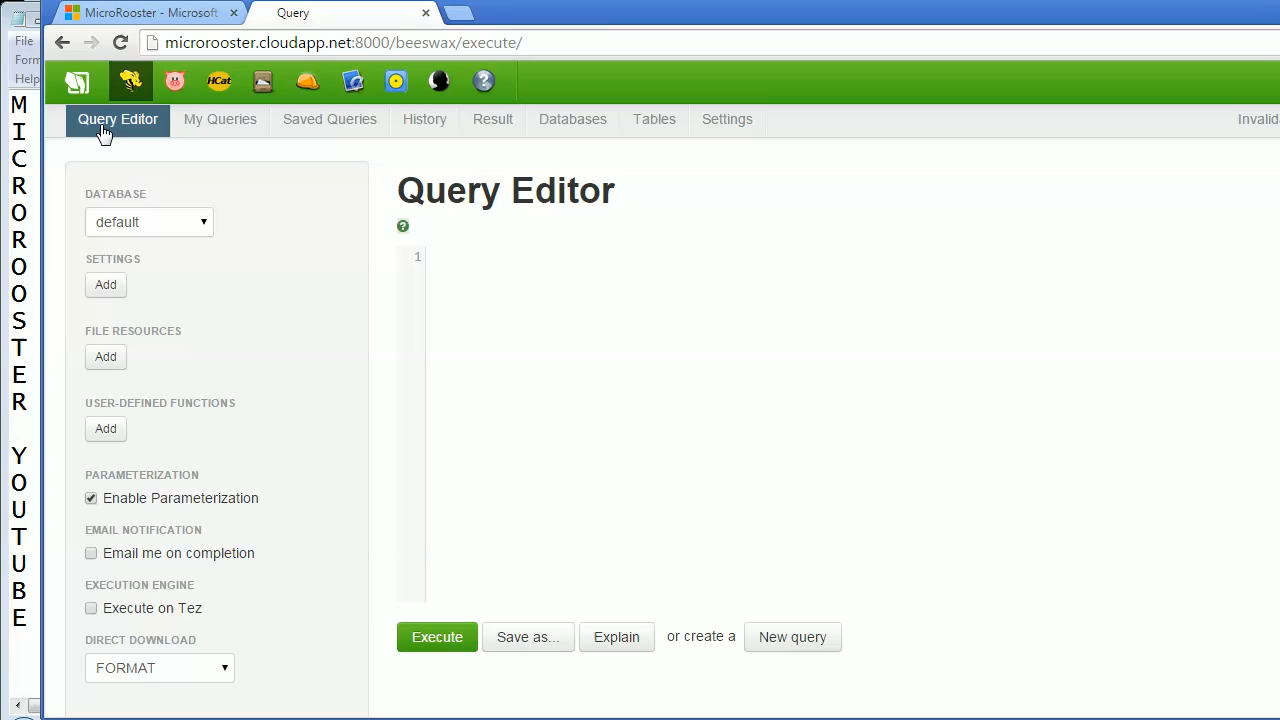 MicroRooster - Microsoft
Query
File
Form
Help
microrooster.cloudapp.net:8000/beeswax/execute/
HCat
Query Editor
My Queries
Saved Queries
History
Result
Databases
Tables
Settings
Invalid
M
I
C
R
O
R
O
O
S
T
E
R
Y
O
U
T
U
B
E
DATABASE
default
SETTINGS
Add
FILE RESOURCES
Add
USER-DEFINED FUNCTIONS
Add
PARAMETERIZATION
Enable Parameterization
EMAIL NOTIFICATION
Email me on completion
EXECUTION ENGINE
Execute on Tez
DIRECT DOWNLOAD
FORMAT
Query Editor
1
Execute
Save as...
Explain
or create a
New query